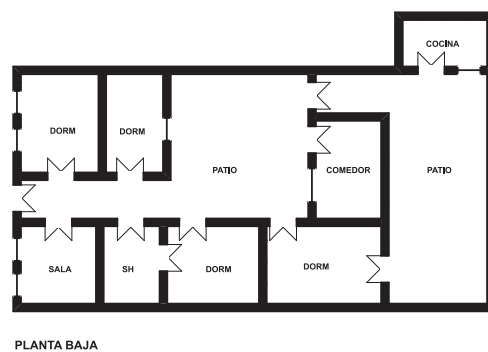 COCINA
DORM
DORM
PATIO
COMEDOR
PATIO
SALA
SH
DORM
DORM
PLANTA BAJA